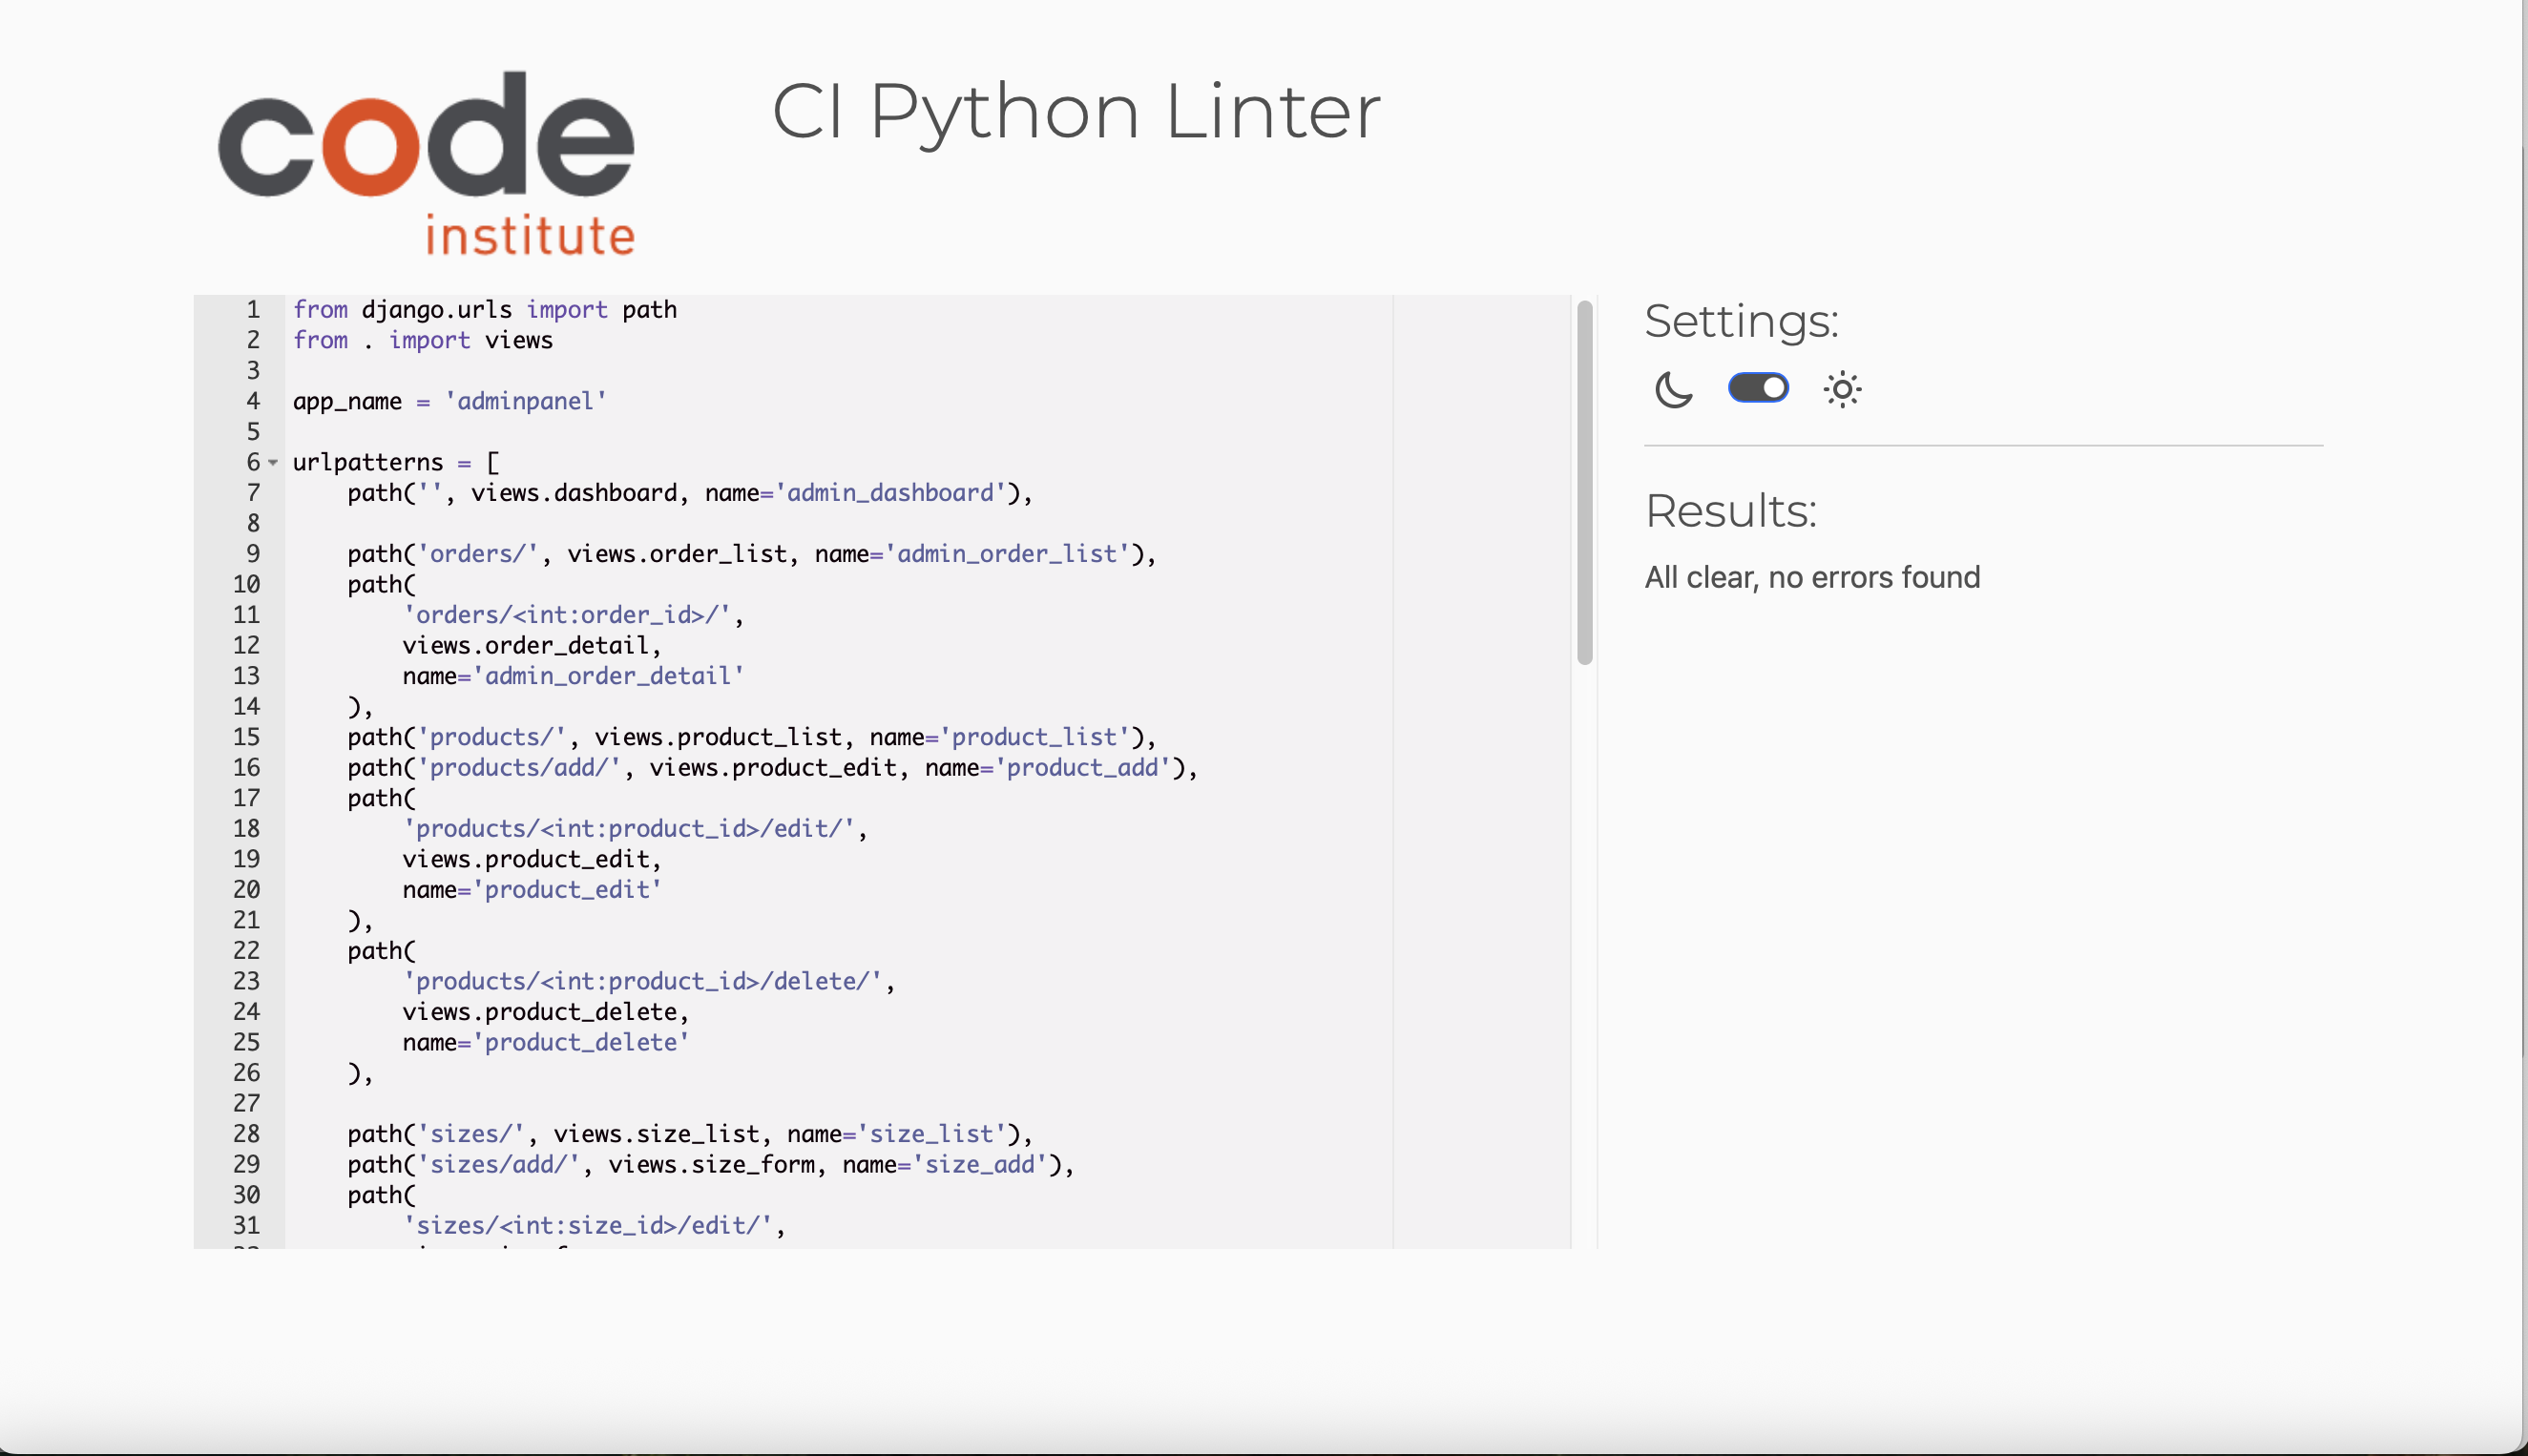 code
institute
CI Python Linter
1 from django.urls import path
2 from . import views
3
4 app_name = 'adminpanel'
5
6 urlpatterns = [
7     path('', views.dashboard, name='admin_dashboard'),
8
9     path('orders/', views.order_list, name='admin_order_list'),
10     path(
11         'orders/<int:order_id>/',
12         views.order_detail,
13         name='admin_order_detail'
14     ),
15     path('products/', views.product_list, name='product_list'),
16     path('products/add/', views.product_edit, name='product_add'),
17     path(
18         'products/<int:product_id>/edit/',
19         views.product_edit,
20         name='product_edit'
21     ),
22     path(
23         'products/<int:product_id>/delete/',
24         views.product_delete,
25         name='product_delete'
26     ),
27
28     path('sizes/', views.size_list, name='size_list'),
29     path('sizes/add/', views.size_form, name='size_add'),
30     path(
31         'sizes/<int:size_id>/edit/',
Settings:
Results:
All clear, no errors found